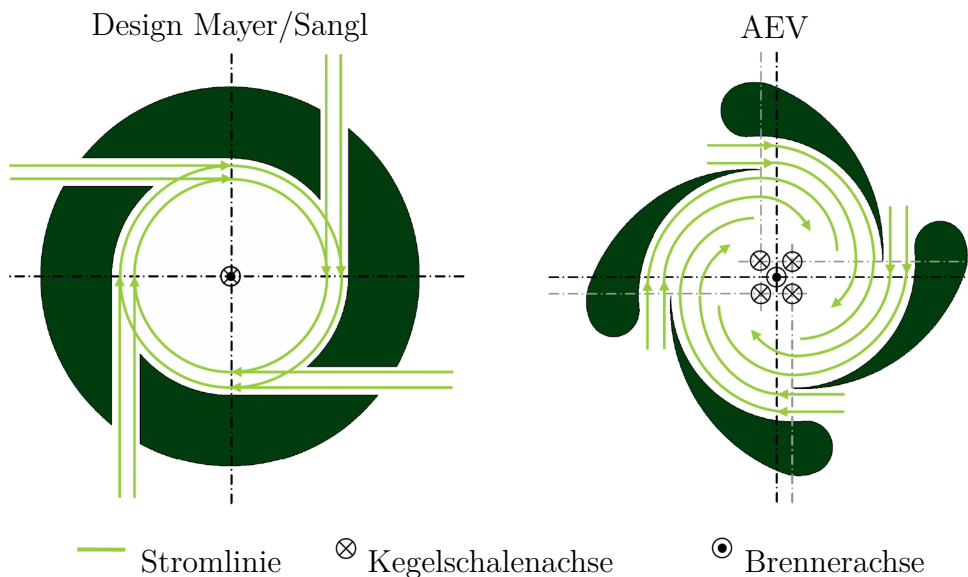 Design Mayer/Sangl
AEV
Stromlinie
Kegelschalenachse
Brennerachse